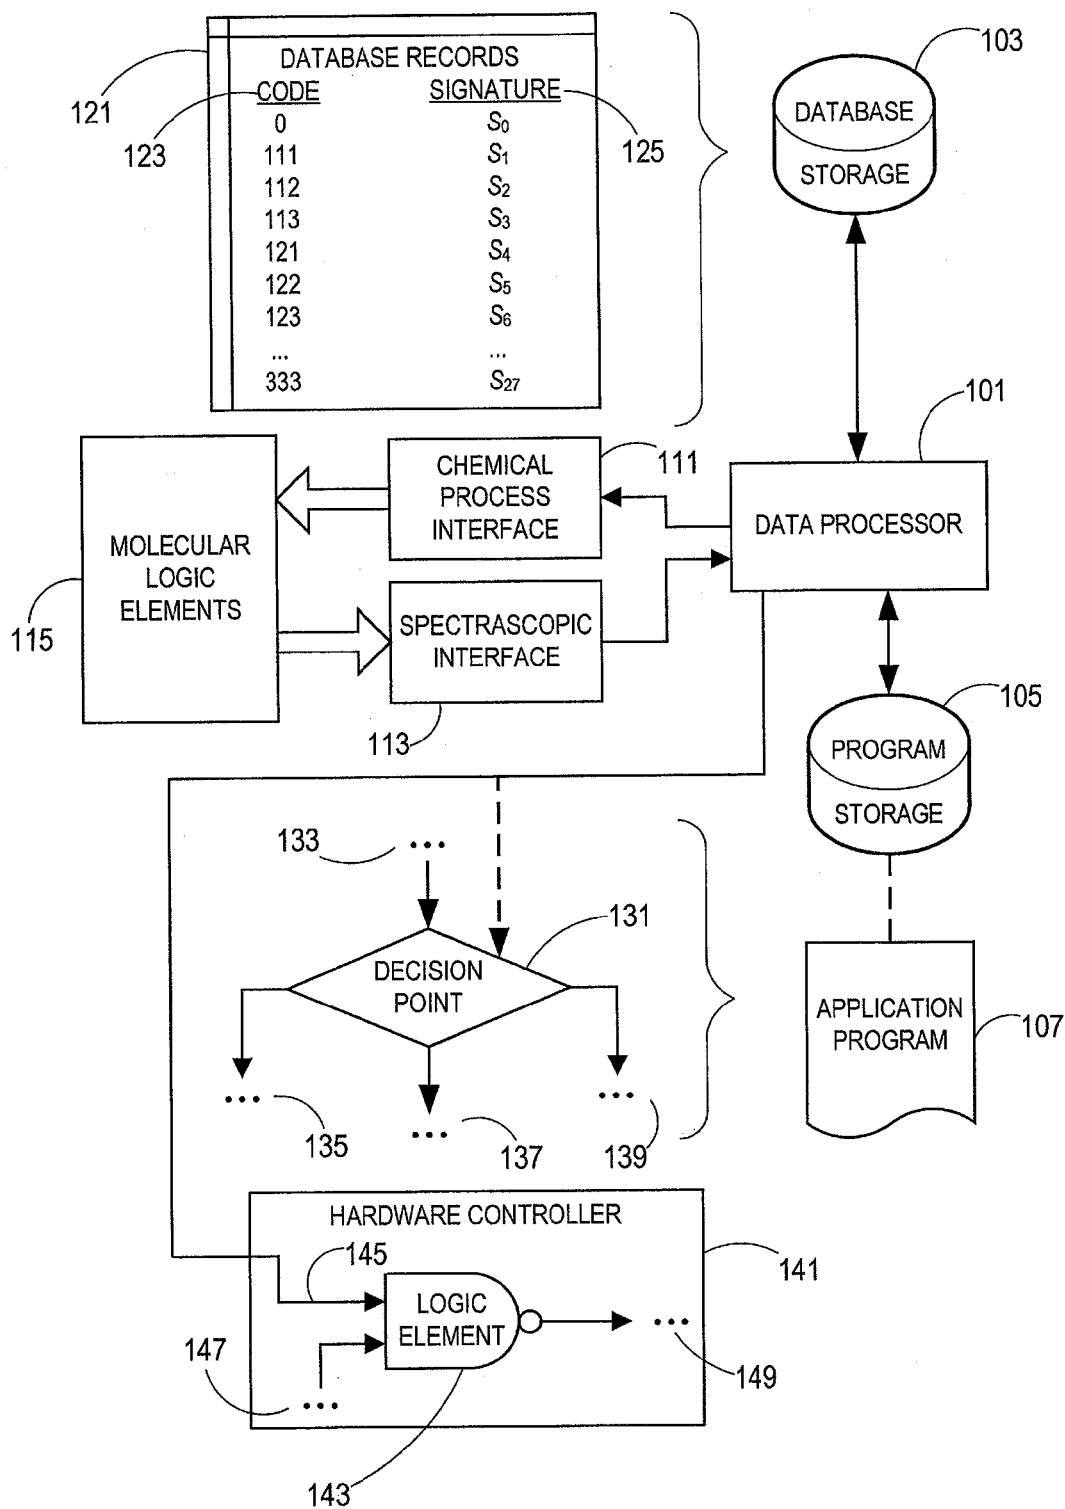 DATABASE RECORDS
CODE SIGNATURE
0 S0
111 S1
112 S2
113 S3
121 S4
122 S5
123 S6
... ...
333 S27
121
123
125
103
DATABASE
STORAGE
101
DATA PROCESSOR
CHEMICAL
PROCESS
INTERFACE
111
MOLECULAR
LOGIC
ELEMENTS
115
SPECTRASCOPIC
INTERFACE
113
105
PROGRAM
STORAGE
APPLICATION
PROGRAM
107
133 ...
131
DECISION
POINT
...
135
...
137
...
139
HARDWARE CONTROLLER
141
145
LOGIC
ELEMENT
147
...
...
149
143